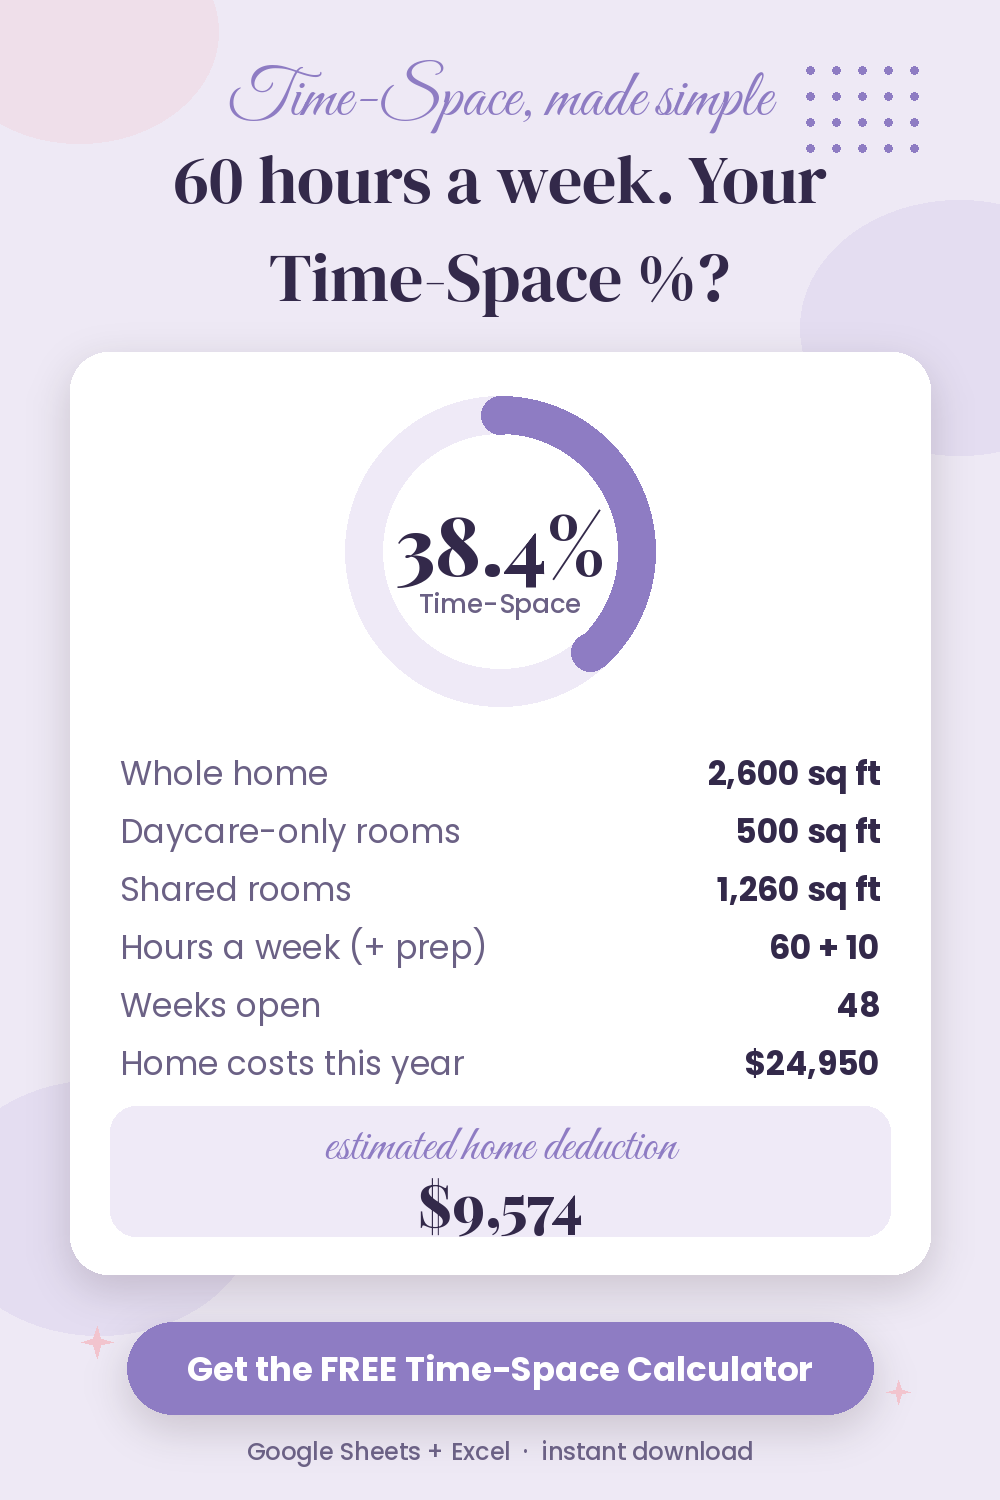 Time-Space, made simple
60 hours a week. Your
Time-Space %?
38.4%
Time-Space
Whole home 2,600 sq ft
Daycare-only rooms 500 sq ft
Shared rooms 1,260 sq ft
Hours a week (+ prep) 60 + 10
Weeks open 48
Home costs this year $24,950
estimated home deduction
$9,574
Get the FREE Time-Space Calculator
Google Sheets + Excel · instant download